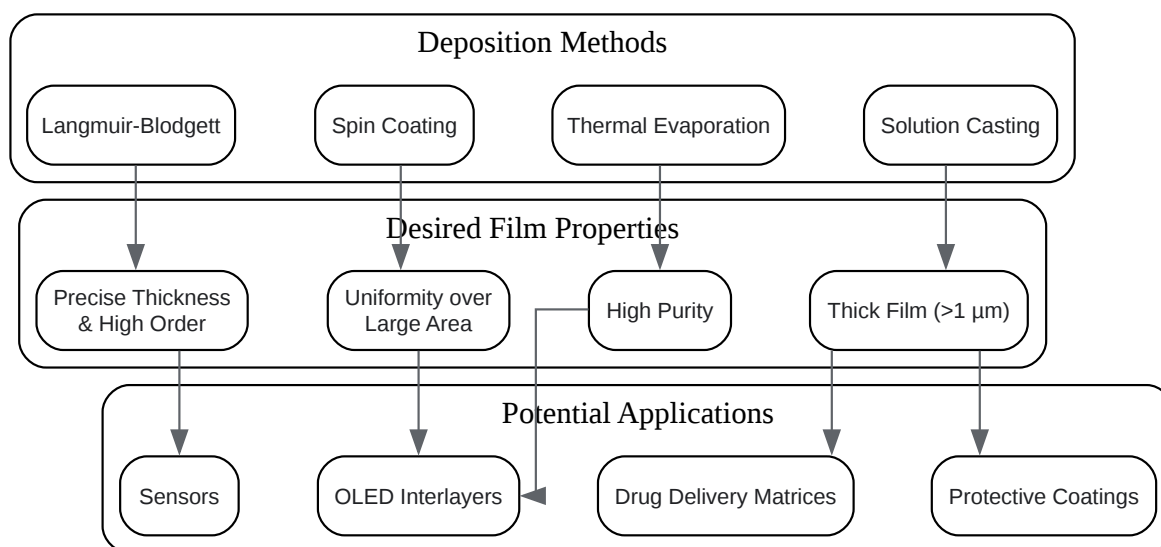 Deposition Methods
Langmuir-Blodgett
Spin Coating
Thermal Evaporation
Solution Casting
Desired Film Properties
Precise Thickness
& High Order
Uniformity over
Large Area
High Purity
Thick Film (>1 µm)
Potential Applications
Sensors
OLED Interlayers
Drug Delivery Matrices
Protective Coatings